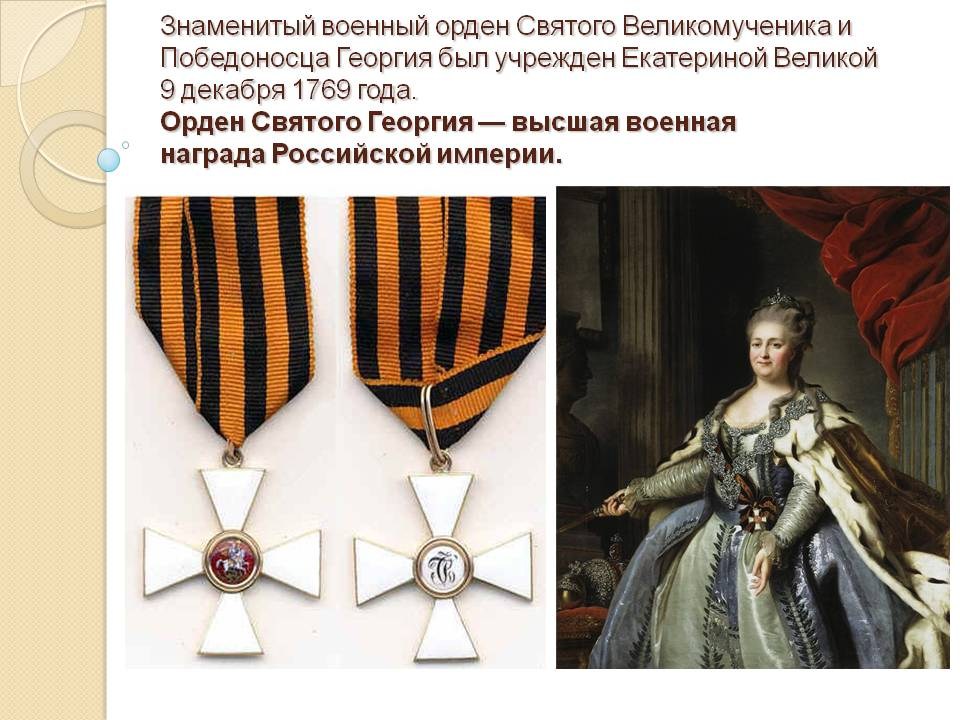 Знаменитый военный орден Святого Великомученика и
Победоносца Георгия был учрежден Екатериной Великой
9 декабря 1769 года.
Орден Святого Георгия — высшая военная
награда Российской империи.